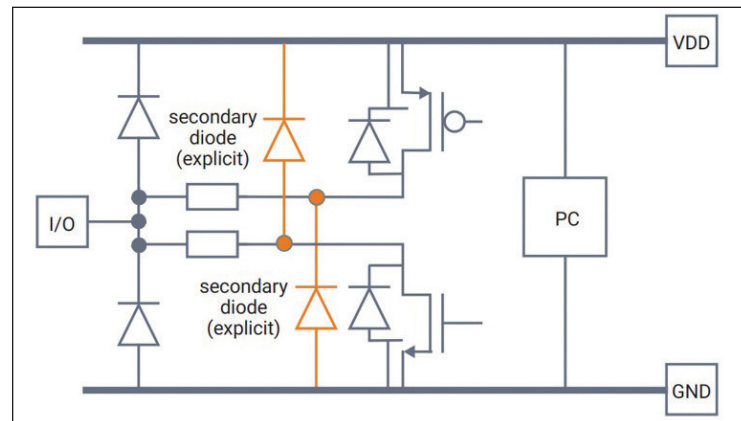 VDD
secondary
diode
(explicit)
I/O
PC
secondary
diode
(explicit)
GND